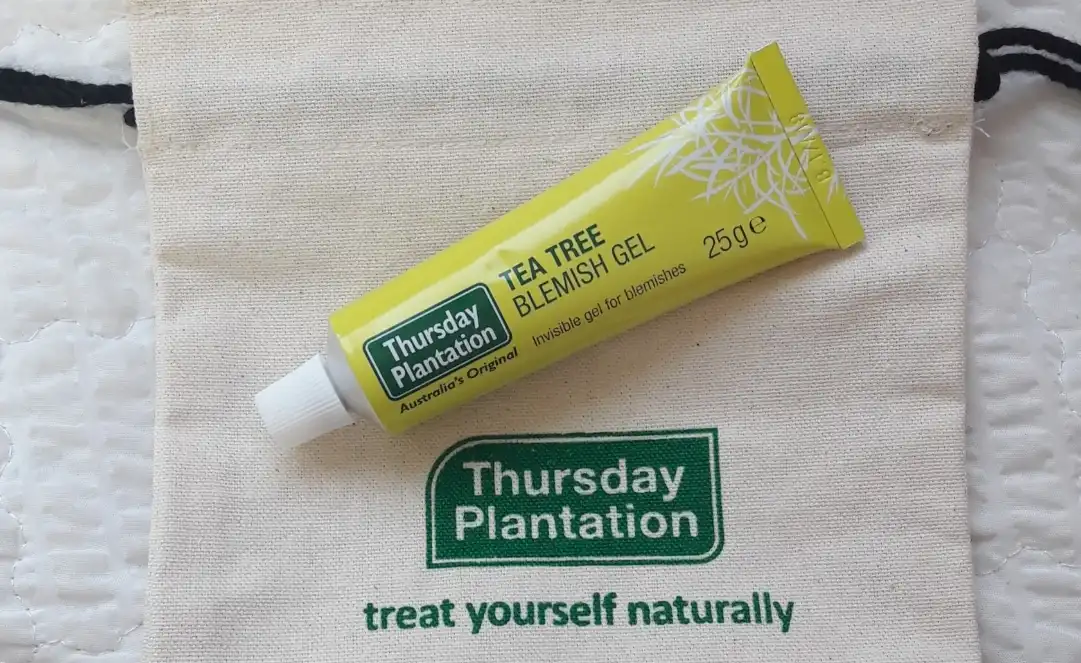 TEA TREE
BLEMISH GEL
Invisible gel for blemishes
25g℮
Thursday
Plantation
Australia's Original
Thursday
Plantation
treat yourself naturally